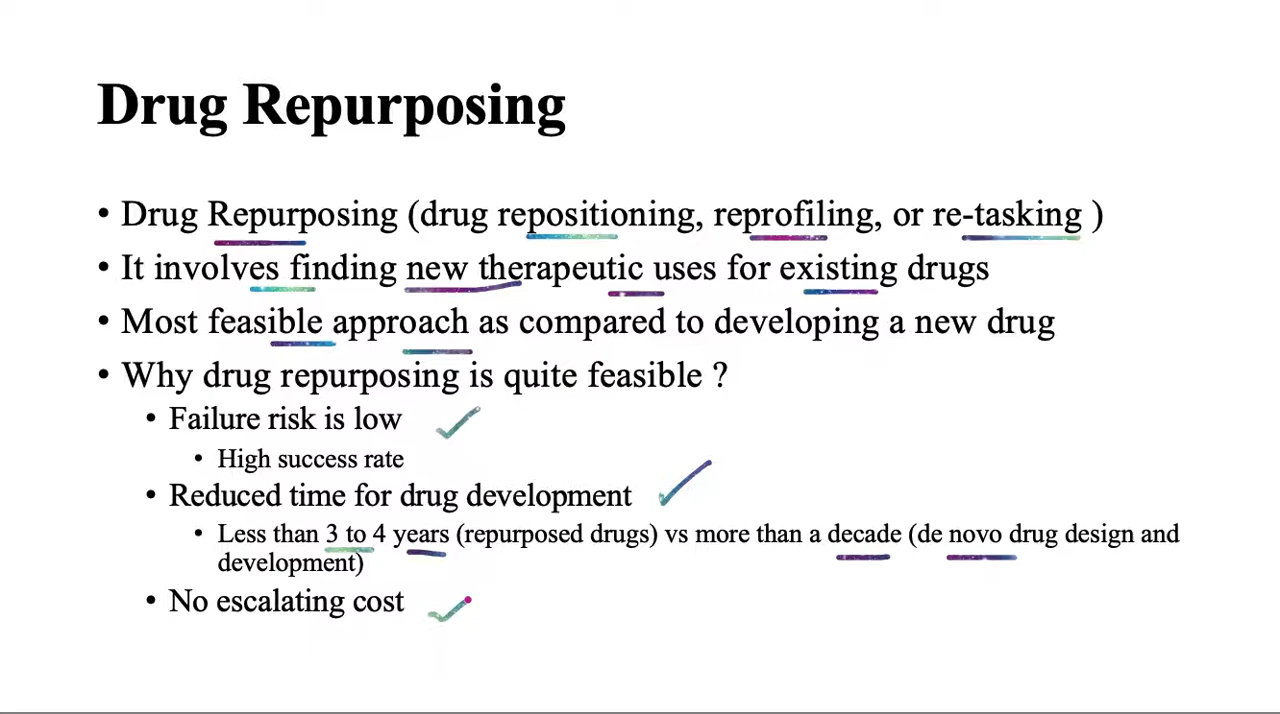 Drug Repurposing
• Drug Repurposing (drug repositioning, reprofiling, or re-tasking )
• It involves finding new therapeutic uses for existing drugs
• Most feasible approach as compared to developing a new drug
• Why drug repurposing is quite feasible ?
• Failure risk is low
• High success rate
• Reduced time for drug development
• Less than 3 to 4 years (repurposed drugs) vs more than a decade (de novo drug design and
development)
• No escalating cost